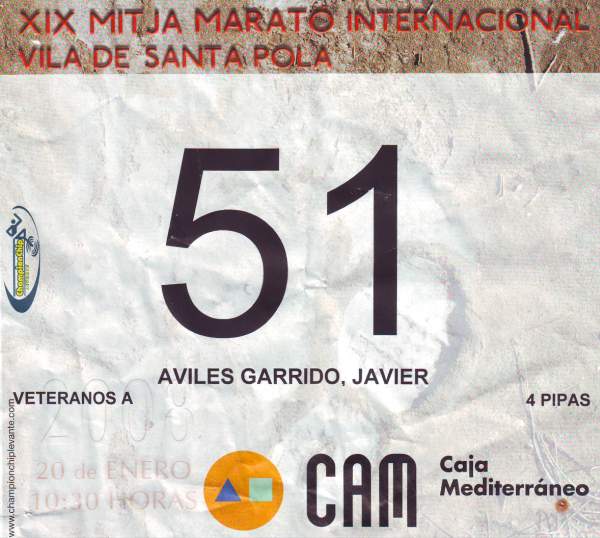 XIX MITJA MARATO INTERNACIONAL
VILA DE SANTA POLA
51
ChampionChip
AVILES GARRIDO, JAVIER
VETERANOS A
4 PIPAS
2008
20 de ENERO
10:30 HORAS
CAM
Caja
Mediterráneo
www.championchiplevante.com